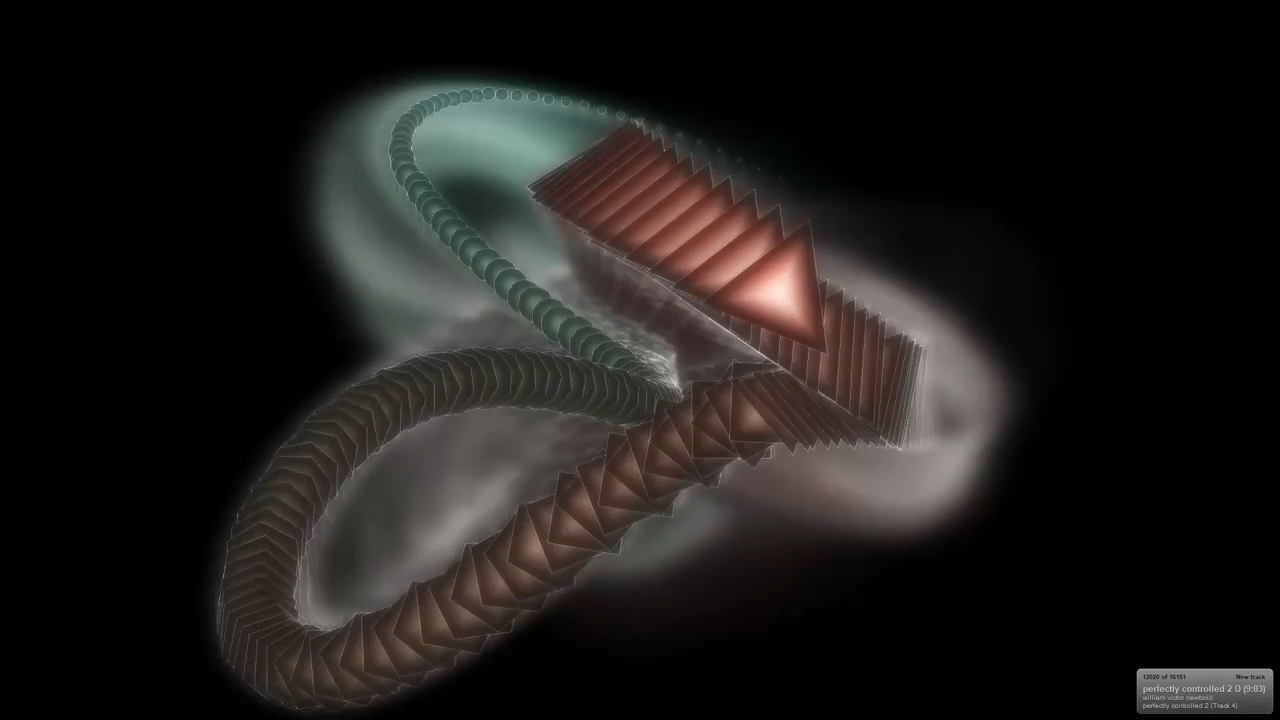 12020 of 16161 New track
perfectly controlled 2 D (9:03)
william victor newbold
perfectly controlled 2 (Track 4)